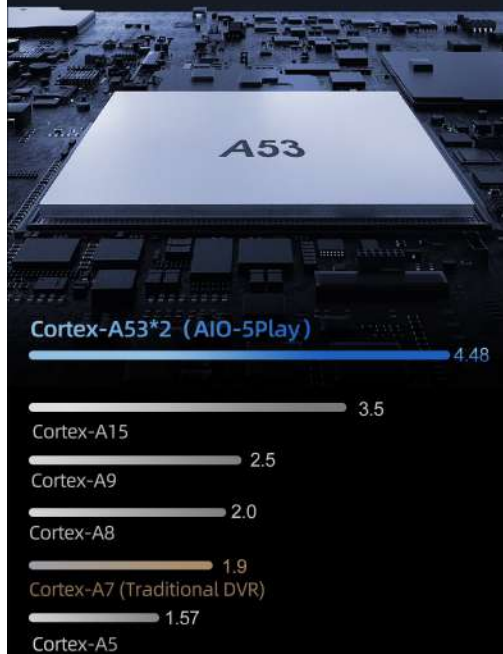 A53
Cortex-A53*2 (AIO-5Play)
4.48
3.5
Cortex-A15
2.5
Cortex-A9
2.0
Cortex-A8
1.9
Cortex-A7 (Traditional DVR)
1.57
Cortex-A5